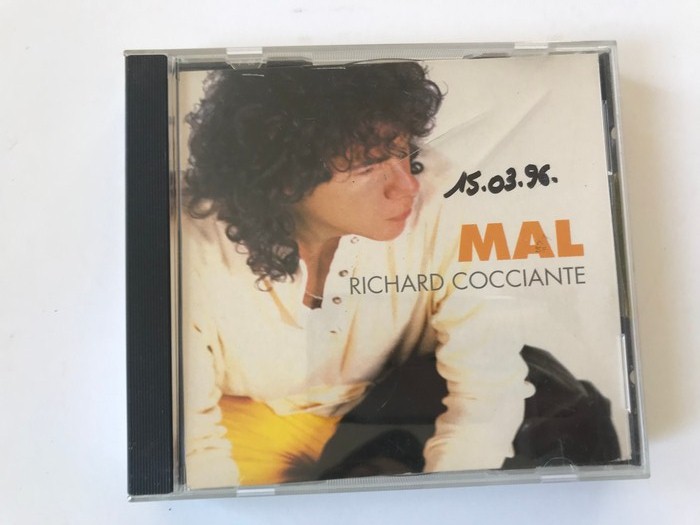 15.03.96.
MAL
RICHARD COCCIANTE